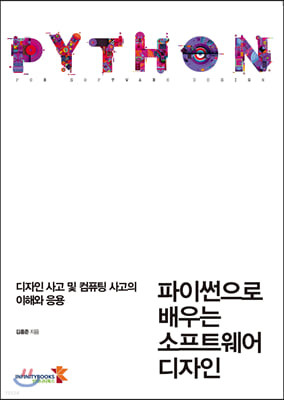 PYTHON
FOR SOFTWARE DESIGN
디자인 사고 및 컴퓨팅 사고의
이해와 응용
김종훈 지음
파이썬으로
배우는
소프트웨어
디자인
INFINITYBOOKS